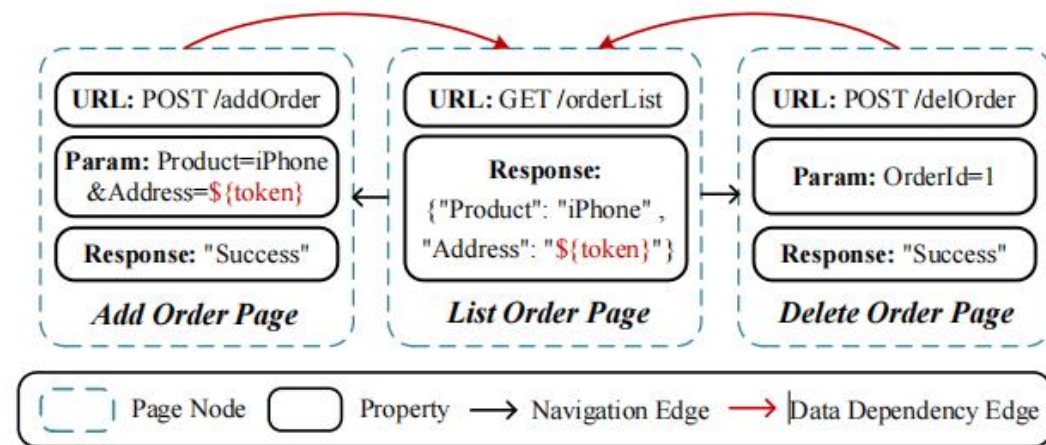 URL: POST /addOrder
Param: Product=iPhone
&Address=${token}
Response: "Success"
Add Order Page
URL: GET /orderList
Response:
{"Product": "iPhone" ,
"Address": "${token}"}
List Order Page
URL: POST /delOrder
Param: OrderId=1
Response: "Success"
Delete Order Page
Page Node
Property
Navigation Edge
Data Dependency Edge